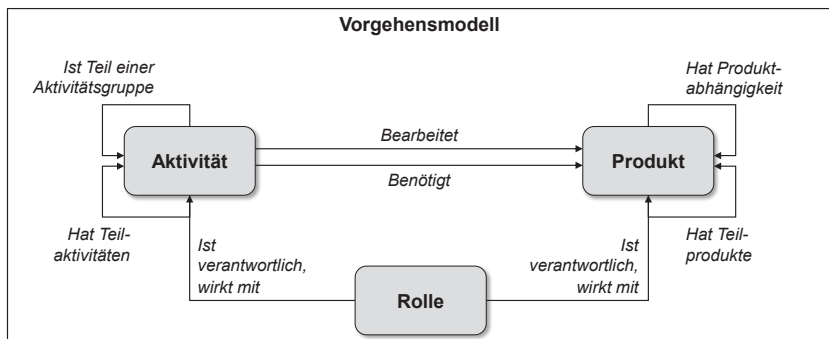 Vorgehensmodell
Ist Teil einer
Aktivitätsgruppe
Hat Produkt-
abhängigkeit
Aktivität
Bearbeitet
Benötigt
Produkt
Hat Teil-
aktivitäten
Ist
verantwortlich,
wirkt mit
Rolle
Ist
verantwortlich,
wirkt mit
Hat Teil-
produkte